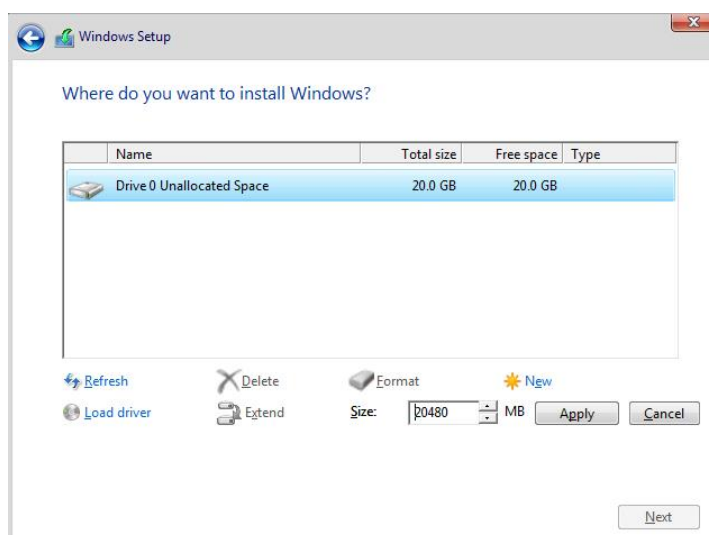 Windows Setup
Where do you want to install Windows?
Name Total size Free space Type
Drive 0 Unallocated Space 20.0 GB 20.0 GB
Refresh Delete Format New
Load driver Extend Size: 20480 MB Apply Cancel
Next